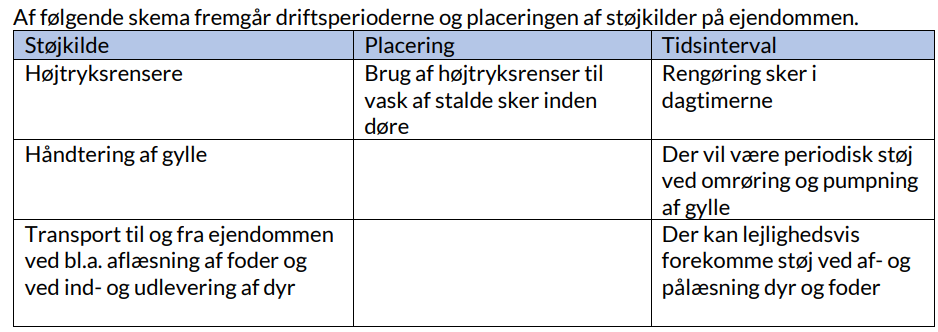 Af følgende skema fremgår driftsperioderne og placeringen af støjkilder på ejendommen.
Støjkilde Placering Tidsinterval
Højtryksrensere Brug af højtryksrenser til Rengøring sker i
vask af stalde sker inden dagtimerne
døre
Håndtering af gylle Der vil være periodisk støj
ved omrøring og pumpning
af gylle
Transport til og fra ejendommen Der kan lejlighedsvis
ved bl.a. aflæsning af foder og forekomme støj ved af- og
ved ind- og udlevering af dyr pålæsning dyr og foder